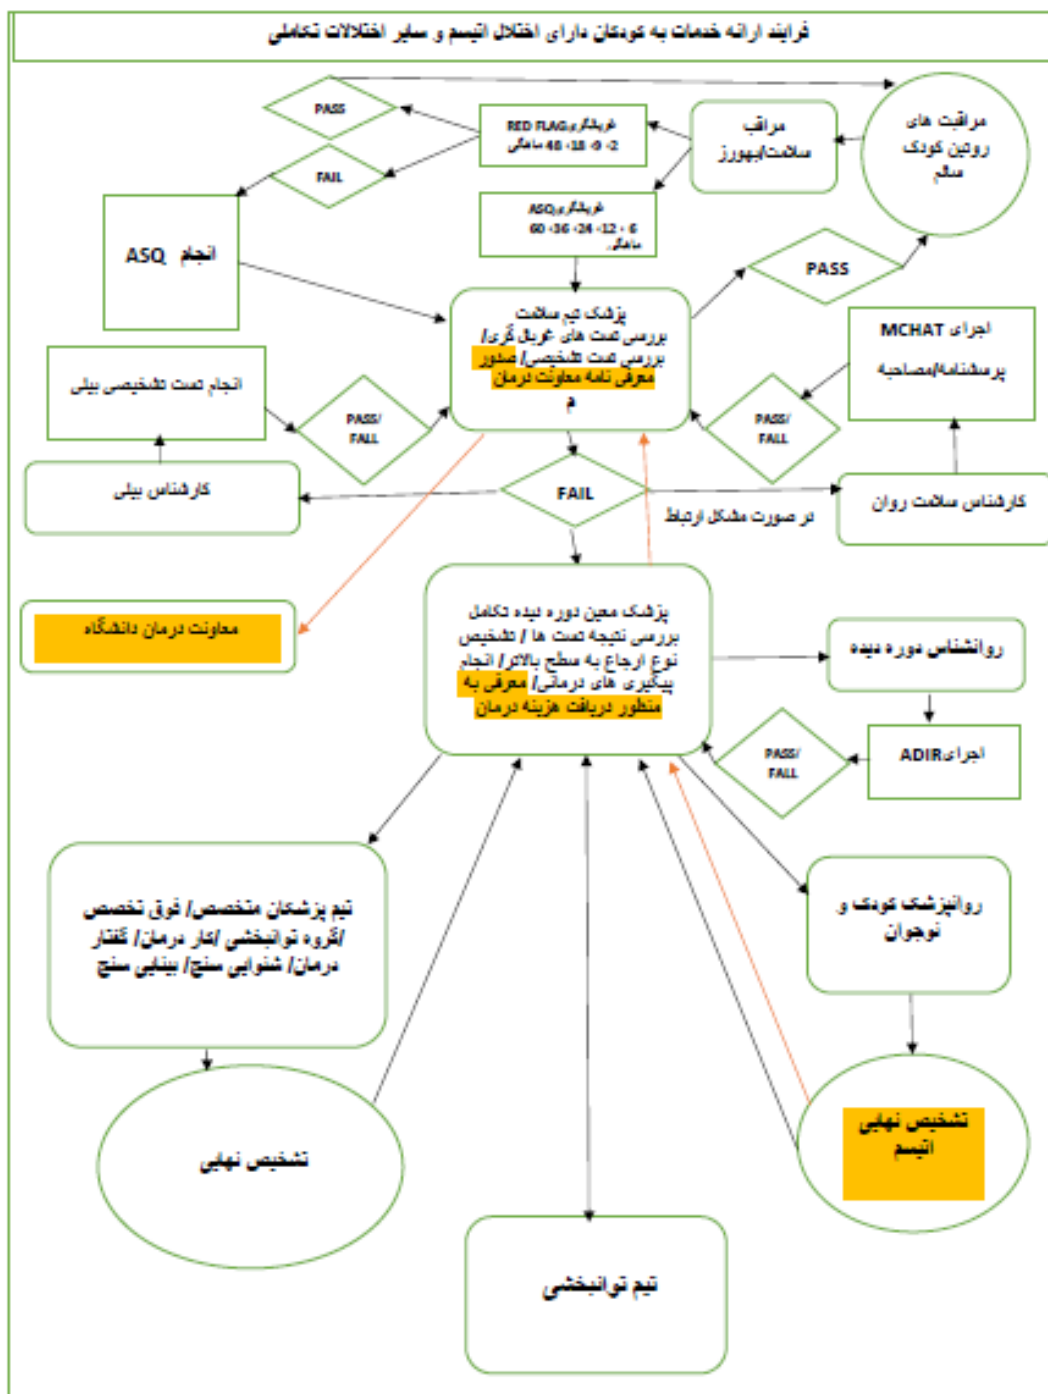 فرایند ارائه خدمات به کودکان دارای اختلال اتیسم و سایر اختلالات تکاملی
مراقبت های
روتین کودک
سالم
مراقب
سلامت/بهورز
غربالگری RED FLAG
2، 9، 18، 48 ماهگی
PASS
FAIL
غربالگری ASQ
6 ، 12، 24، 36، 60
ماهگی
انجام ASQ
PASS
پزشک تیم سلامت
بررسی تست های غربال گری/
بررسی تست تشخیصی/ صدور
معرفی نامه معاونت درمان
م
اجرای MCHAT
پرسشنامه/مصاحبه
PASS/
FALL
انجام تست تشخیصی بیلی
PASS/
FALL
کارشناس بیلی
FAIL
در صورت مشکل ارتباط
کارشناس سلامت روان
معاونت درمان دانشگاه
پزشک معین دوره دیده تکامل
بررسی نتیجه تست ها / تشخیص
نوع ارجاع به سطح بالاتر/ انجام
پیگیری های درمانی/ معرفی به
منظور دریافت هزینه درمان
روانشناس دوره دیده
اجرای ADIR
PASS/
FALL
تیم پزشکان متخصص/ فوق تخصص
/گروه توانبخشی /کار درمان/ گفتار
درمان/ شنوایی سنج/ بینایی سنج
روانپزشک کودک و
نوجوان
تشخیص نهایی
تشخیص نهایی
اتیسم
تیم توانبخشی